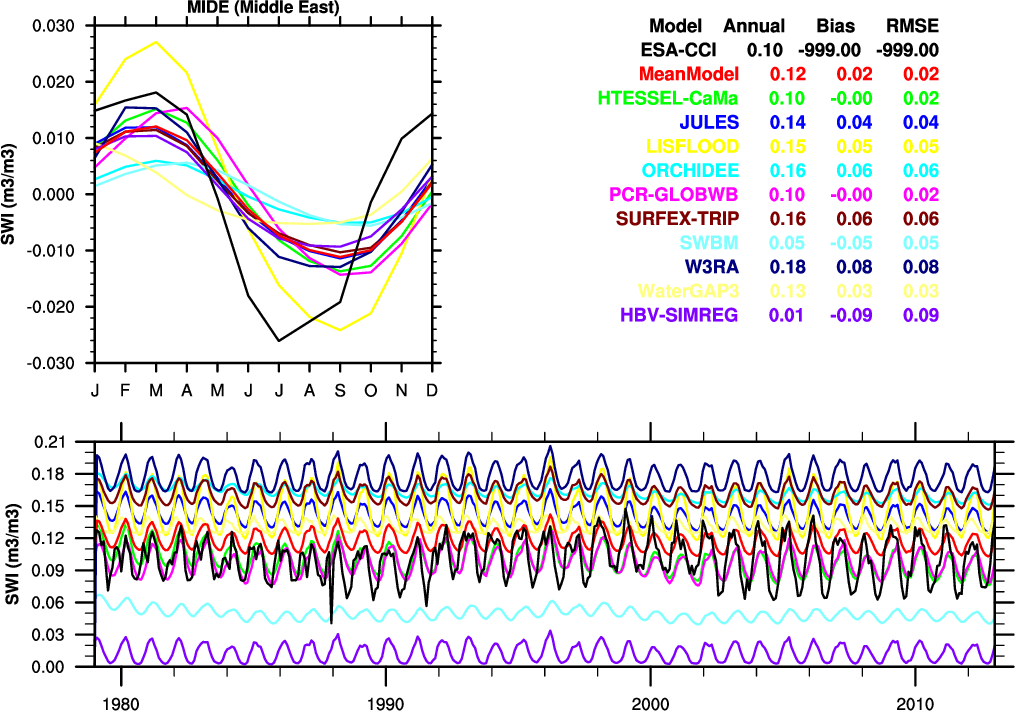 MIDE (Middle East)
0.030
0.020
0.010
0.000
-0.010
-0.020
-0.030
SWI (m3/m3)
J F M A M J J A S O N D
Model Annual Bias RMSE
ESA-CCI 0.10 -999.00 -999.00
MeanModel 0.12 0.02 0.02
HTESSEL-CaMa 0.10 -0.00 0.02
JULES 0.14 0.04 0.04
LISFLOOD 0.15 0.05 0.05
ORCHIDEE 0.16 0.06 0.06
PCR-GLOBWB 0.10 -0.00 0.02
SURFEX-TRIP 0.16 0.06 0.06
SWBM 0.05 -0.05 0.05
W3RA 0.18 0.08 0.08
WaterGAP3 0.13 0.03 0.03
HBV-SIMREG 0.01 -0.09 0.09
0.21
0.18
0.15
0.12
0.09
0.06
0.03
0.00
SWI (m3/m3)
1980 1990 2000 2010